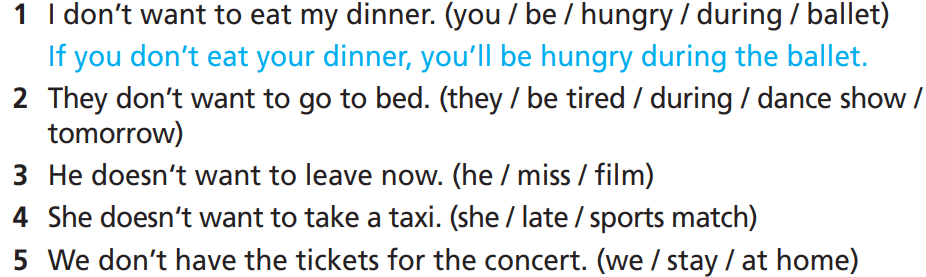 1 I don't want to eat my dinner. (you / be / hungry / during / ballet)
If you don't eat your dinner, you'll be hungry during the ballet.
2 They don't want to go to bed. (they / be tired / during / dance show /
tomorrow)
3 He doesn't want to leave now. (he / miss / film)
4 She doesn't want to take a taxi. (she / late / sports match)
5 We don't have the tickets for the concert. (we / stay / at home)